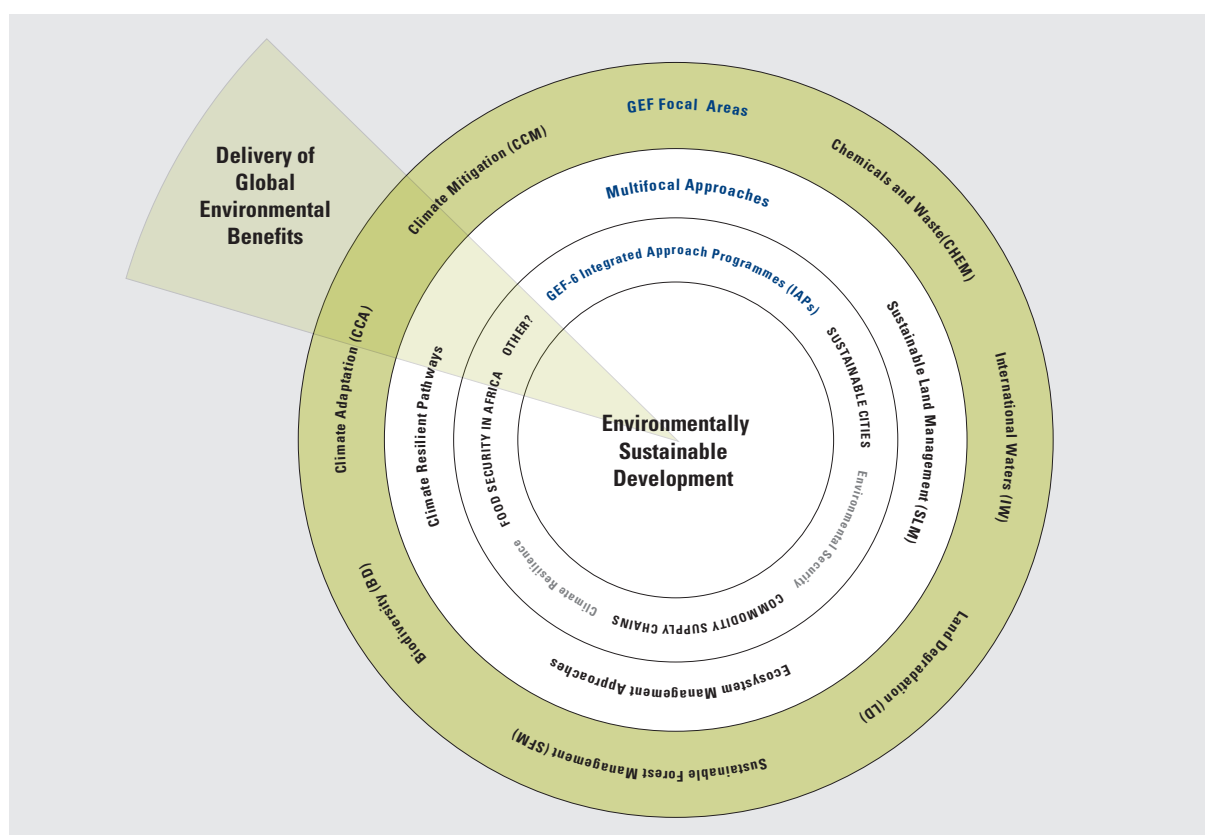 Delivery of
Global
Environmental
Benefits
GEF Focal Areas
Chemicals and Waste(CHEM)
International Waters (IW)
Land Degradation (LD)
Sustainable Forest Management (SFM)
Biodiversity (BD)
Climate Adaptation (CCA)
Climate Mitigation (CCM)
Multifocal Approaches
Sustainable Land Management (SLM)
Ecosystem Management Approaches
Climate Resilient Pathways
GEF-6 Integrated Approach Programmes (IAPs)
SUSTAINABLE CITIES
Environmental Security
COMMODITY SUPPLY CHAINS
Climate Resilience
FOOD SECURITY IN AFRICA
OTHER?
Environmentally
Sustainable
Development